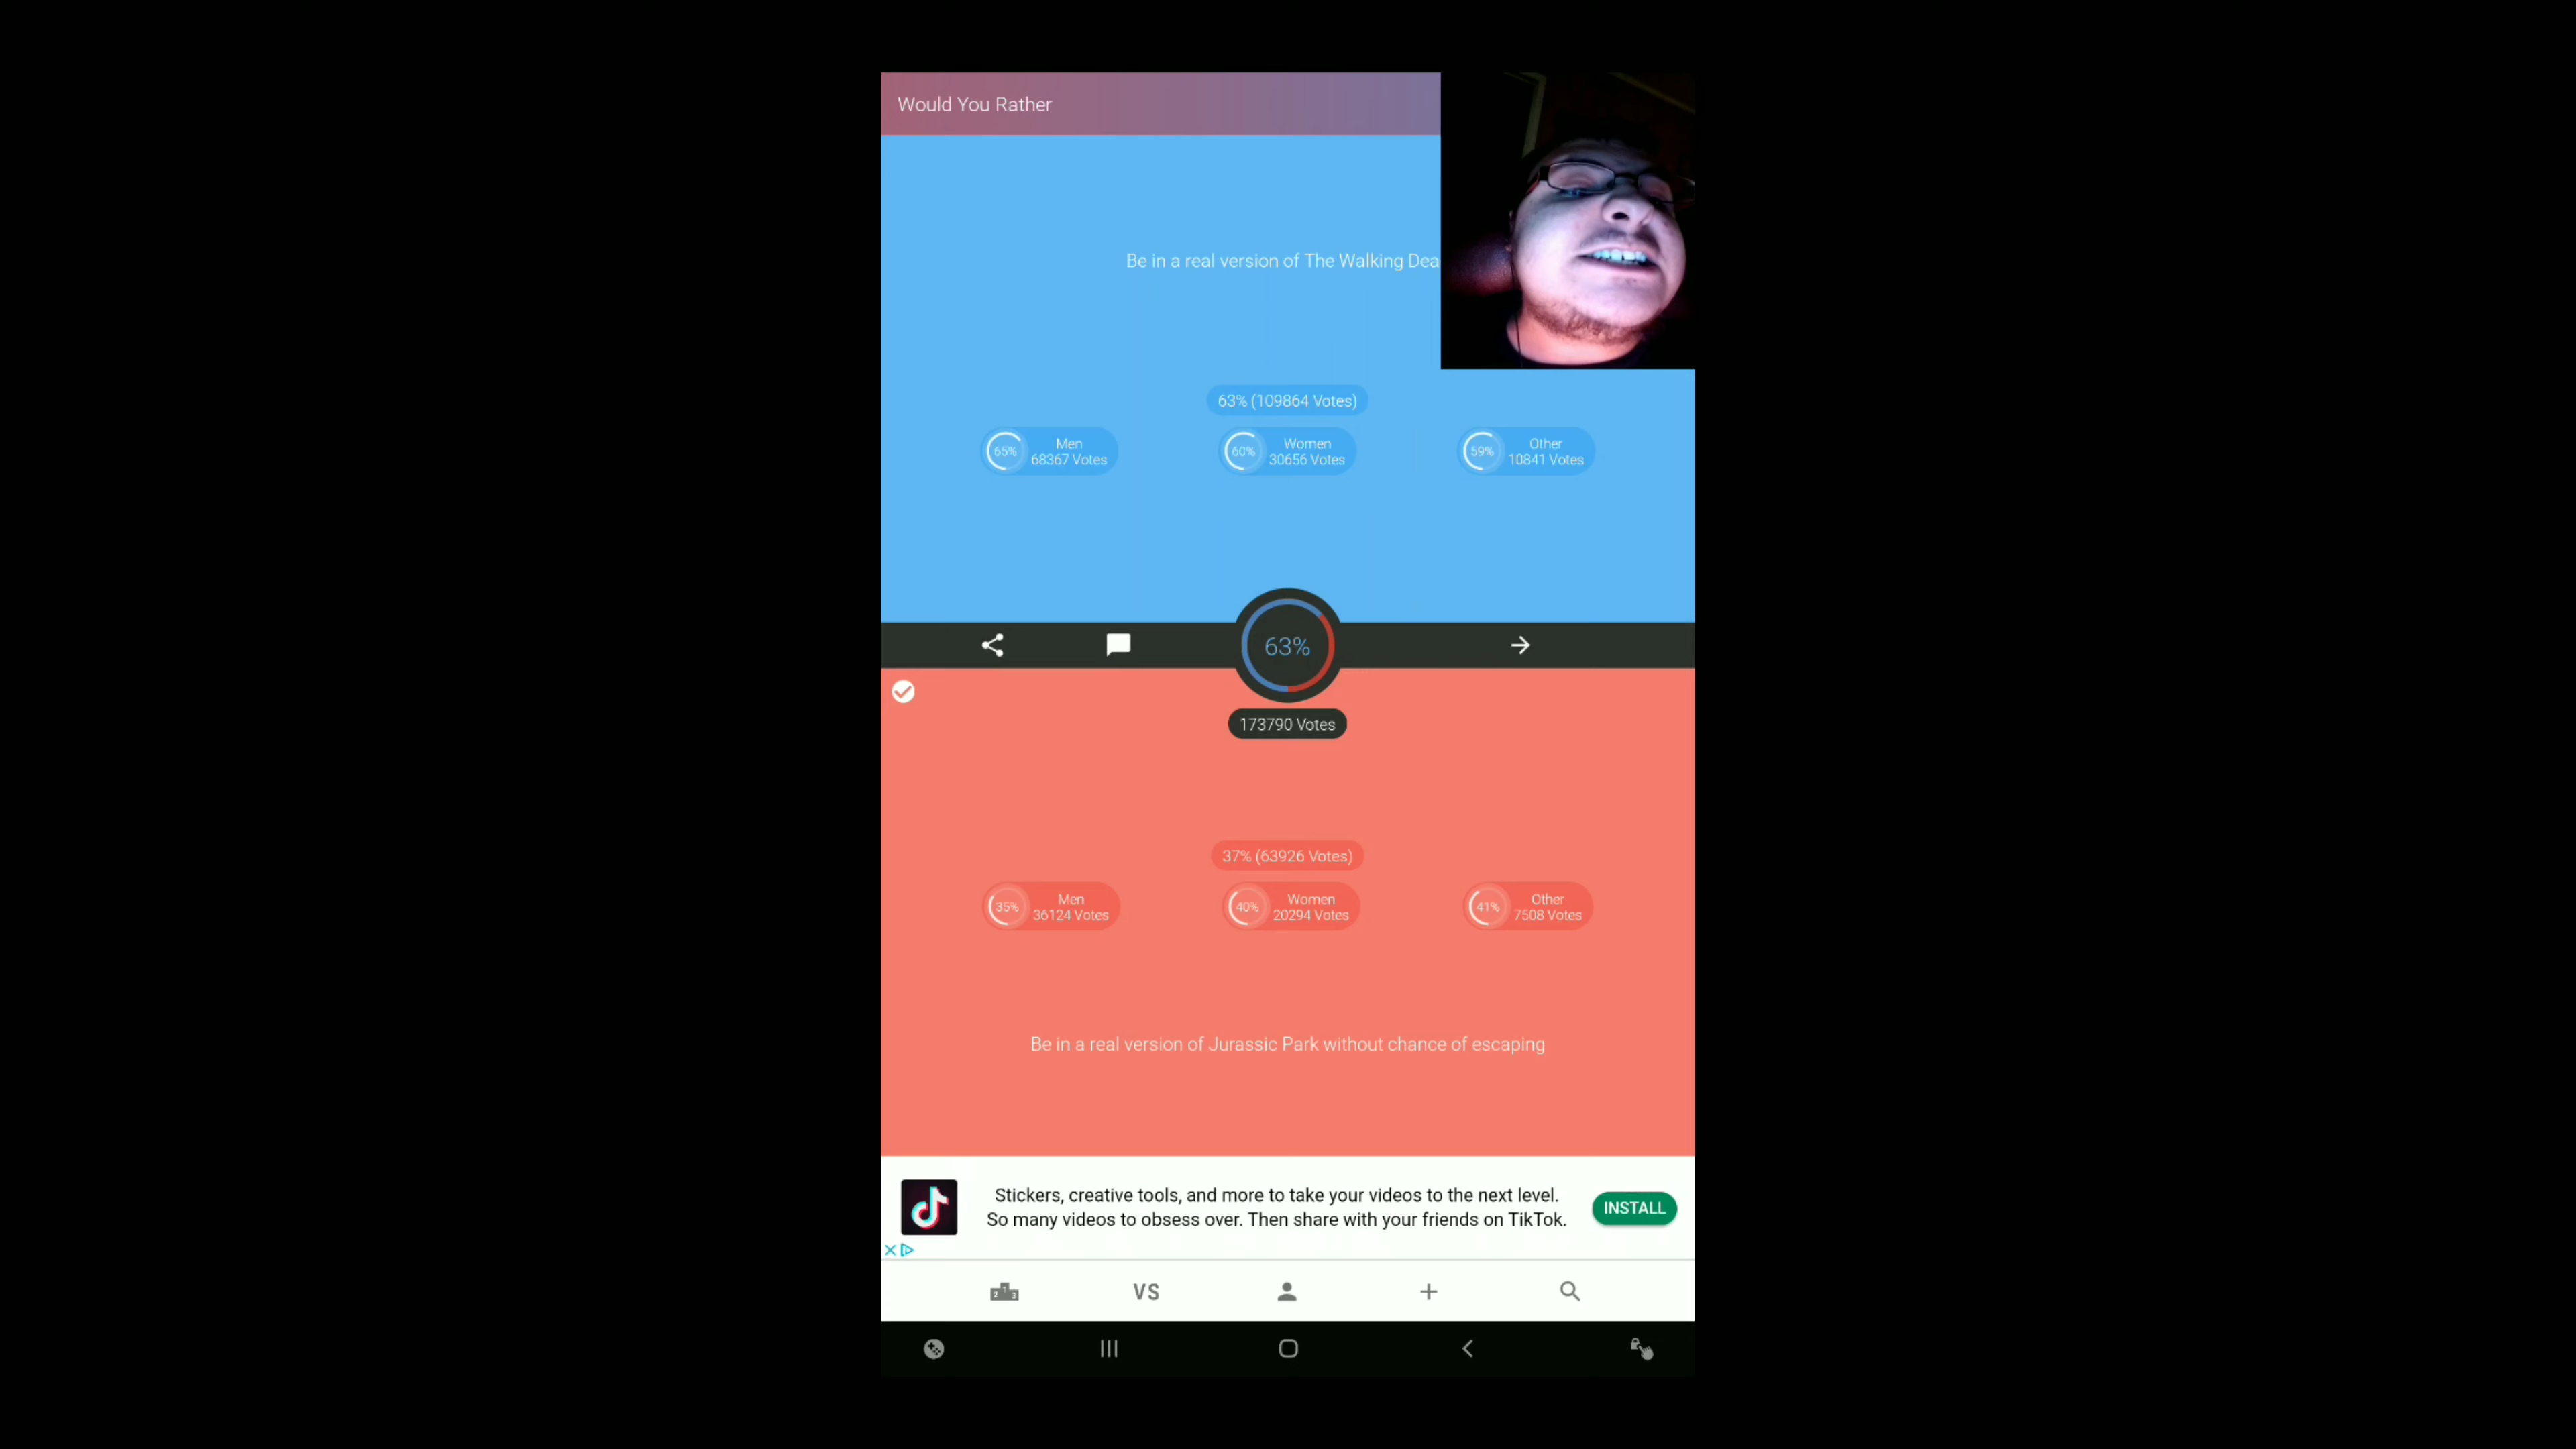 Would You Rather
Be in a real version of The Walking Dea
63% (109864 Votes)
65%
Men
68367 Votes
60%
Women
30656 Votes
59%
Other
10841 Votes
63%
173790 Votes
37% (63926 Votes)
35%
Men
36124 Votes
40%
Women
20294 Votes
41%
Other
7508 Votes
Be in a real version of Jurassic Park without chance of escaping
Stickers, creative tools, and more to take your videos to the next level.
So many videos to obsess over. Then share with your friends on TikTok.
INSTALL
2 1 3
VS